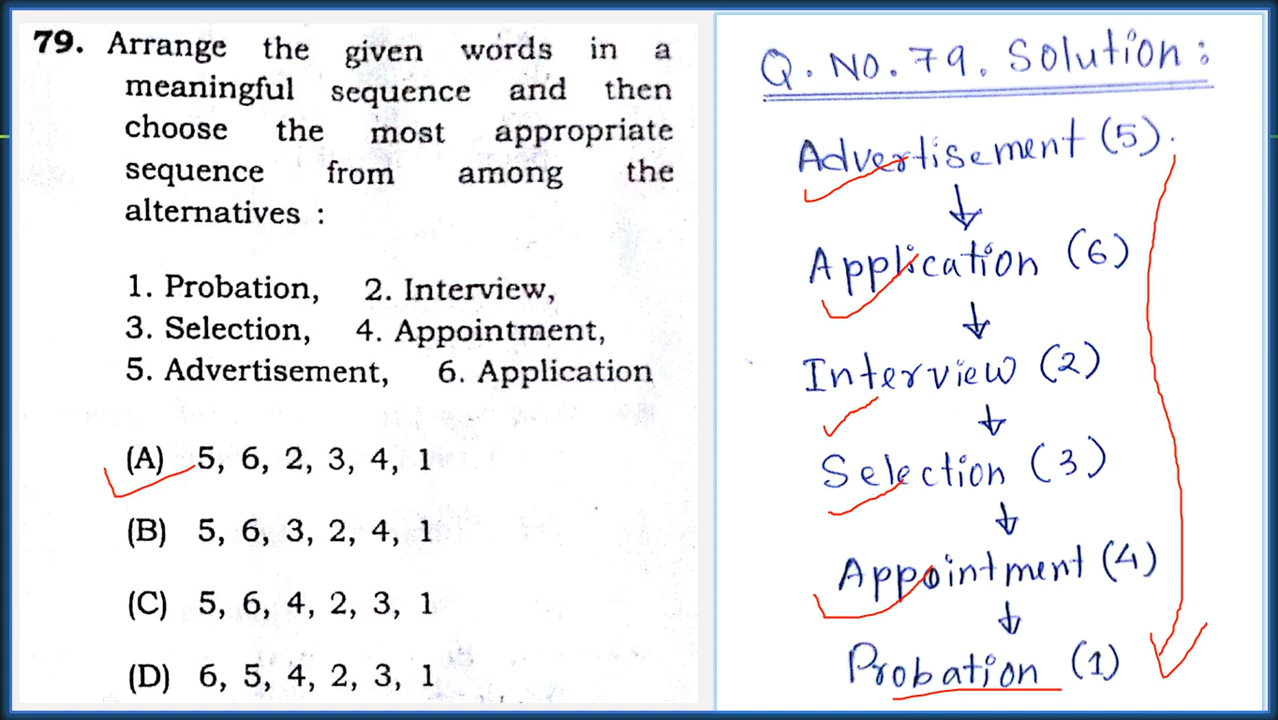 79. Arrange the given words in a
meaningful sequence and then
choose the most appropriate
sequence from among the
alternatives :
1. Probation, 2. Interview,
3. Selection, 4. Appointment,
5. Advertisement, 6. Application
(A) 5, 6, 2, 3, 4, 1
(B) 5, 6, 3, 2, 4, 1
(C) 5, 6, 4, 2, 3, 1
(D) 6, 5, 4, 2, 3, 1
Q. No. 79. Solution :
Advertisement (5).
Application (6)
Interview (2)
Selection (3)
Appointment (4)
Probation (1)